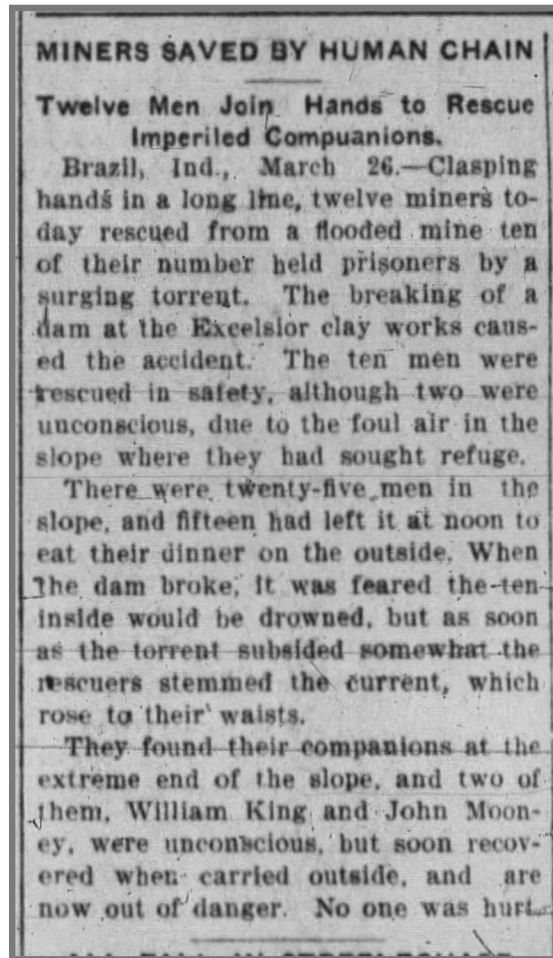 MINERS SAVED BY HUMAN CHAIN
Twelve Men Join Hands to Rescue
Imperiled Compuanions.
Brazil, Ind., March 26.—Clasping
hands in a long line, twelve miners to-
day rescued from a flooded mine ten
of their number held prisoners by a
surging torrent. The breaking of a
dam at the Excelsior clay works caus-
ed the accident. The ten men were
rescued in safety, although two were
unconscious, due to the foul air in the
slope where they had sought refuge.
There were twenty-five men in the
slope, and fifteen had left it at noon to
eat their dinner on the outside. When
the dam broke, it was feared the ten
inside would be drowned, but as soon
as the torrent subsided somewhat the
rescuers stemmed the current, which
rose to their waists.
They found their companions at the
extreme end of the slope, and two of
them, William King and John Moon-
ey, were unconscious, but soon recov-
ered when carried outside, and are
now out of danger. No one was hurt.